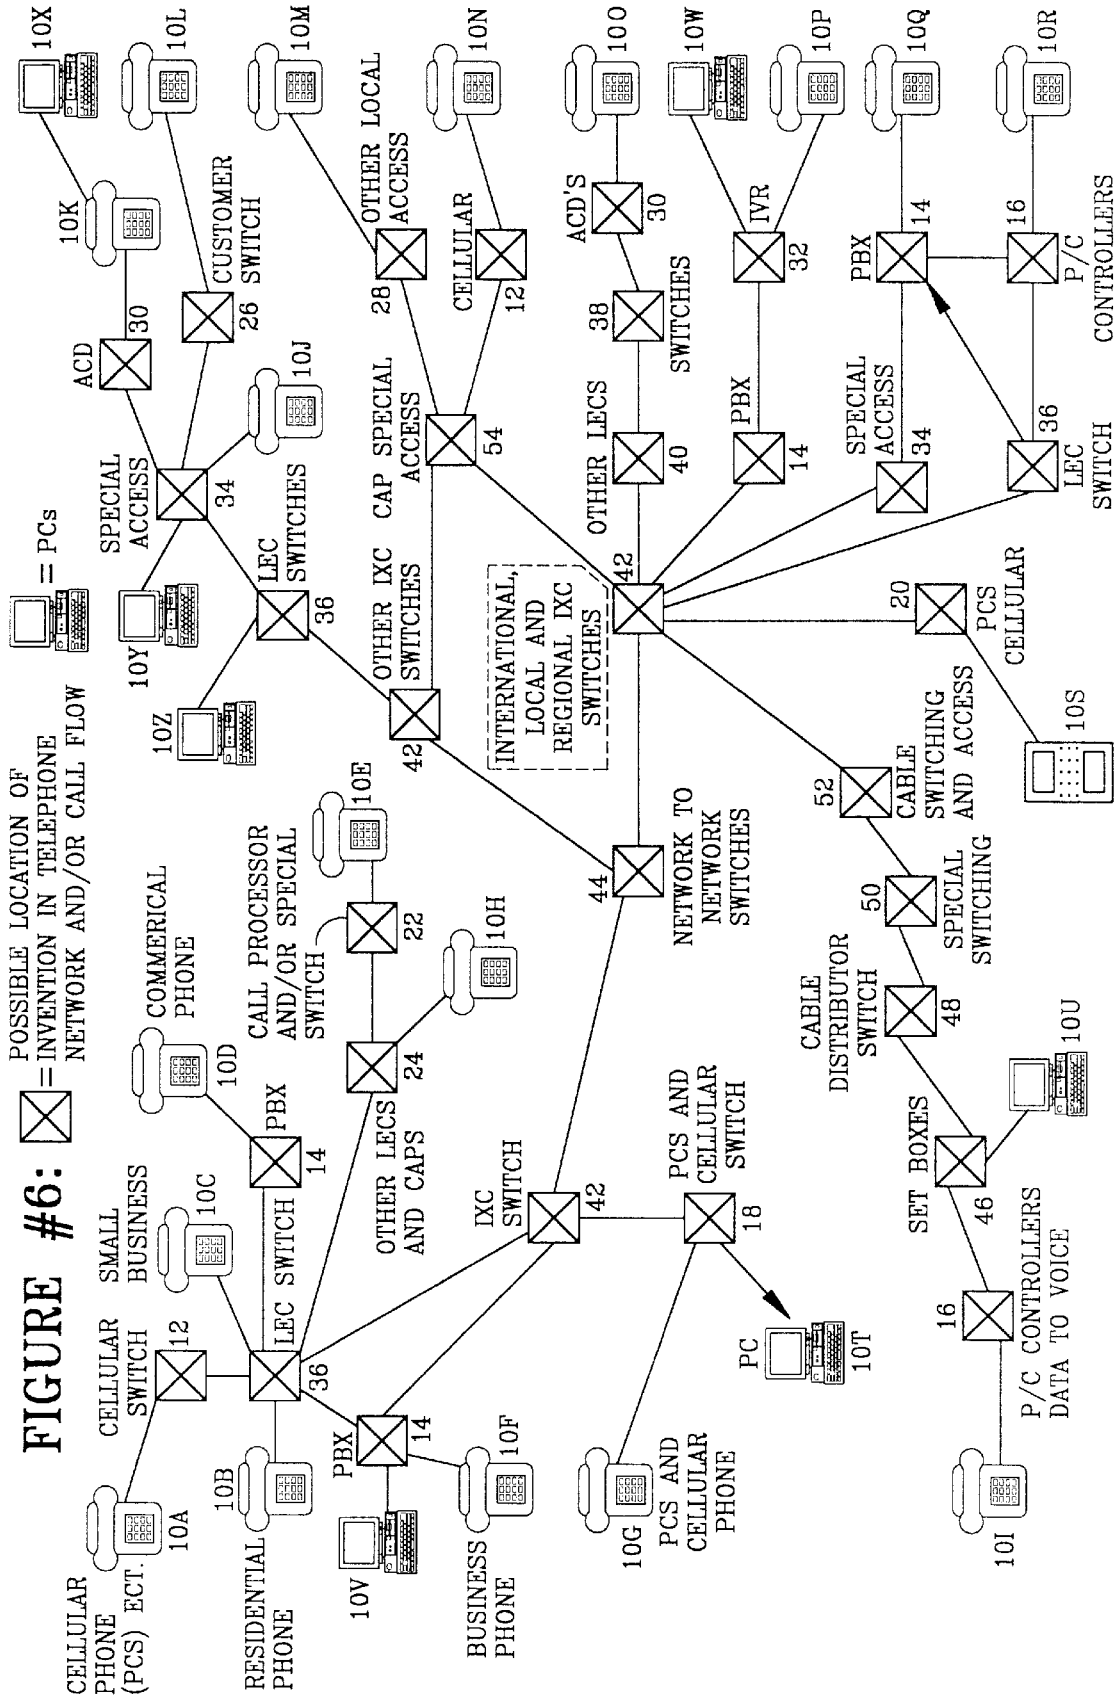 FIGURE #6:
= POSSIBLE LOCATION OF
INVENTION IN TELEPHONE
NETWORK AND/OR CALL FLOW
= PCs
CELLULAR
PHONE
(PCS) ECT.
10A
CELLULAR
SWITCH
12
SMALL
BUSINESS
10C
COMMERICAL
PHONE
10D
RESIDENTIAL
PHONE
10B
LEC SWITCH
36
PBX
14
CALL PROCESSOR
AND/OR SPECIAL
SWITCH
22
10E
PBX
14
10V
BUSINESS
PHONE
10F
OTHER LECS
AND CAPS
24
10H
10G
PCS AND
CELLULAR
PHONE
IXC
SWITCH
42
PCS AND
CELLULAR
SWITCH
18
PC
10T
10I
P/C CONTROLLERS
DATA TO VOICE
16
SET BOXES
46
10U
CABLE
DISTRIBUTOR
SWITCH
48
SPECIAL
SWITCHING
50
CABLE
SWITCHING
AND ACCESS
52
NETWORK TO
NETWORK
SWITCHES
44
10Z
10Y
LEC
SWITCHES
36
SPECIAL
ACCESS
34
ACD
30
10K
10X
CUSTOMER
SWITCH
26
10L
10J
OTHER IXC
SWITCHES
42
CAP SPECIAL
ACCESS
54
OTHER LOCAL
ACCESS
28
10M
CELLULAR
12
10N
INTERNATIONAL,
LOCAL AND
REGIONAL IXC
SWITCHES
42
OTHER LECS
40
SWITCHES
38
ACD'S
30
10O
PBX
14
IVR
32
10W
10P
SPECIAL
ACCESS
34
PBX
14
10Q
LEC
SWITCH
36
P/C
CONTROLLERS
16
10R
PCS
CELLULAR
20
10S